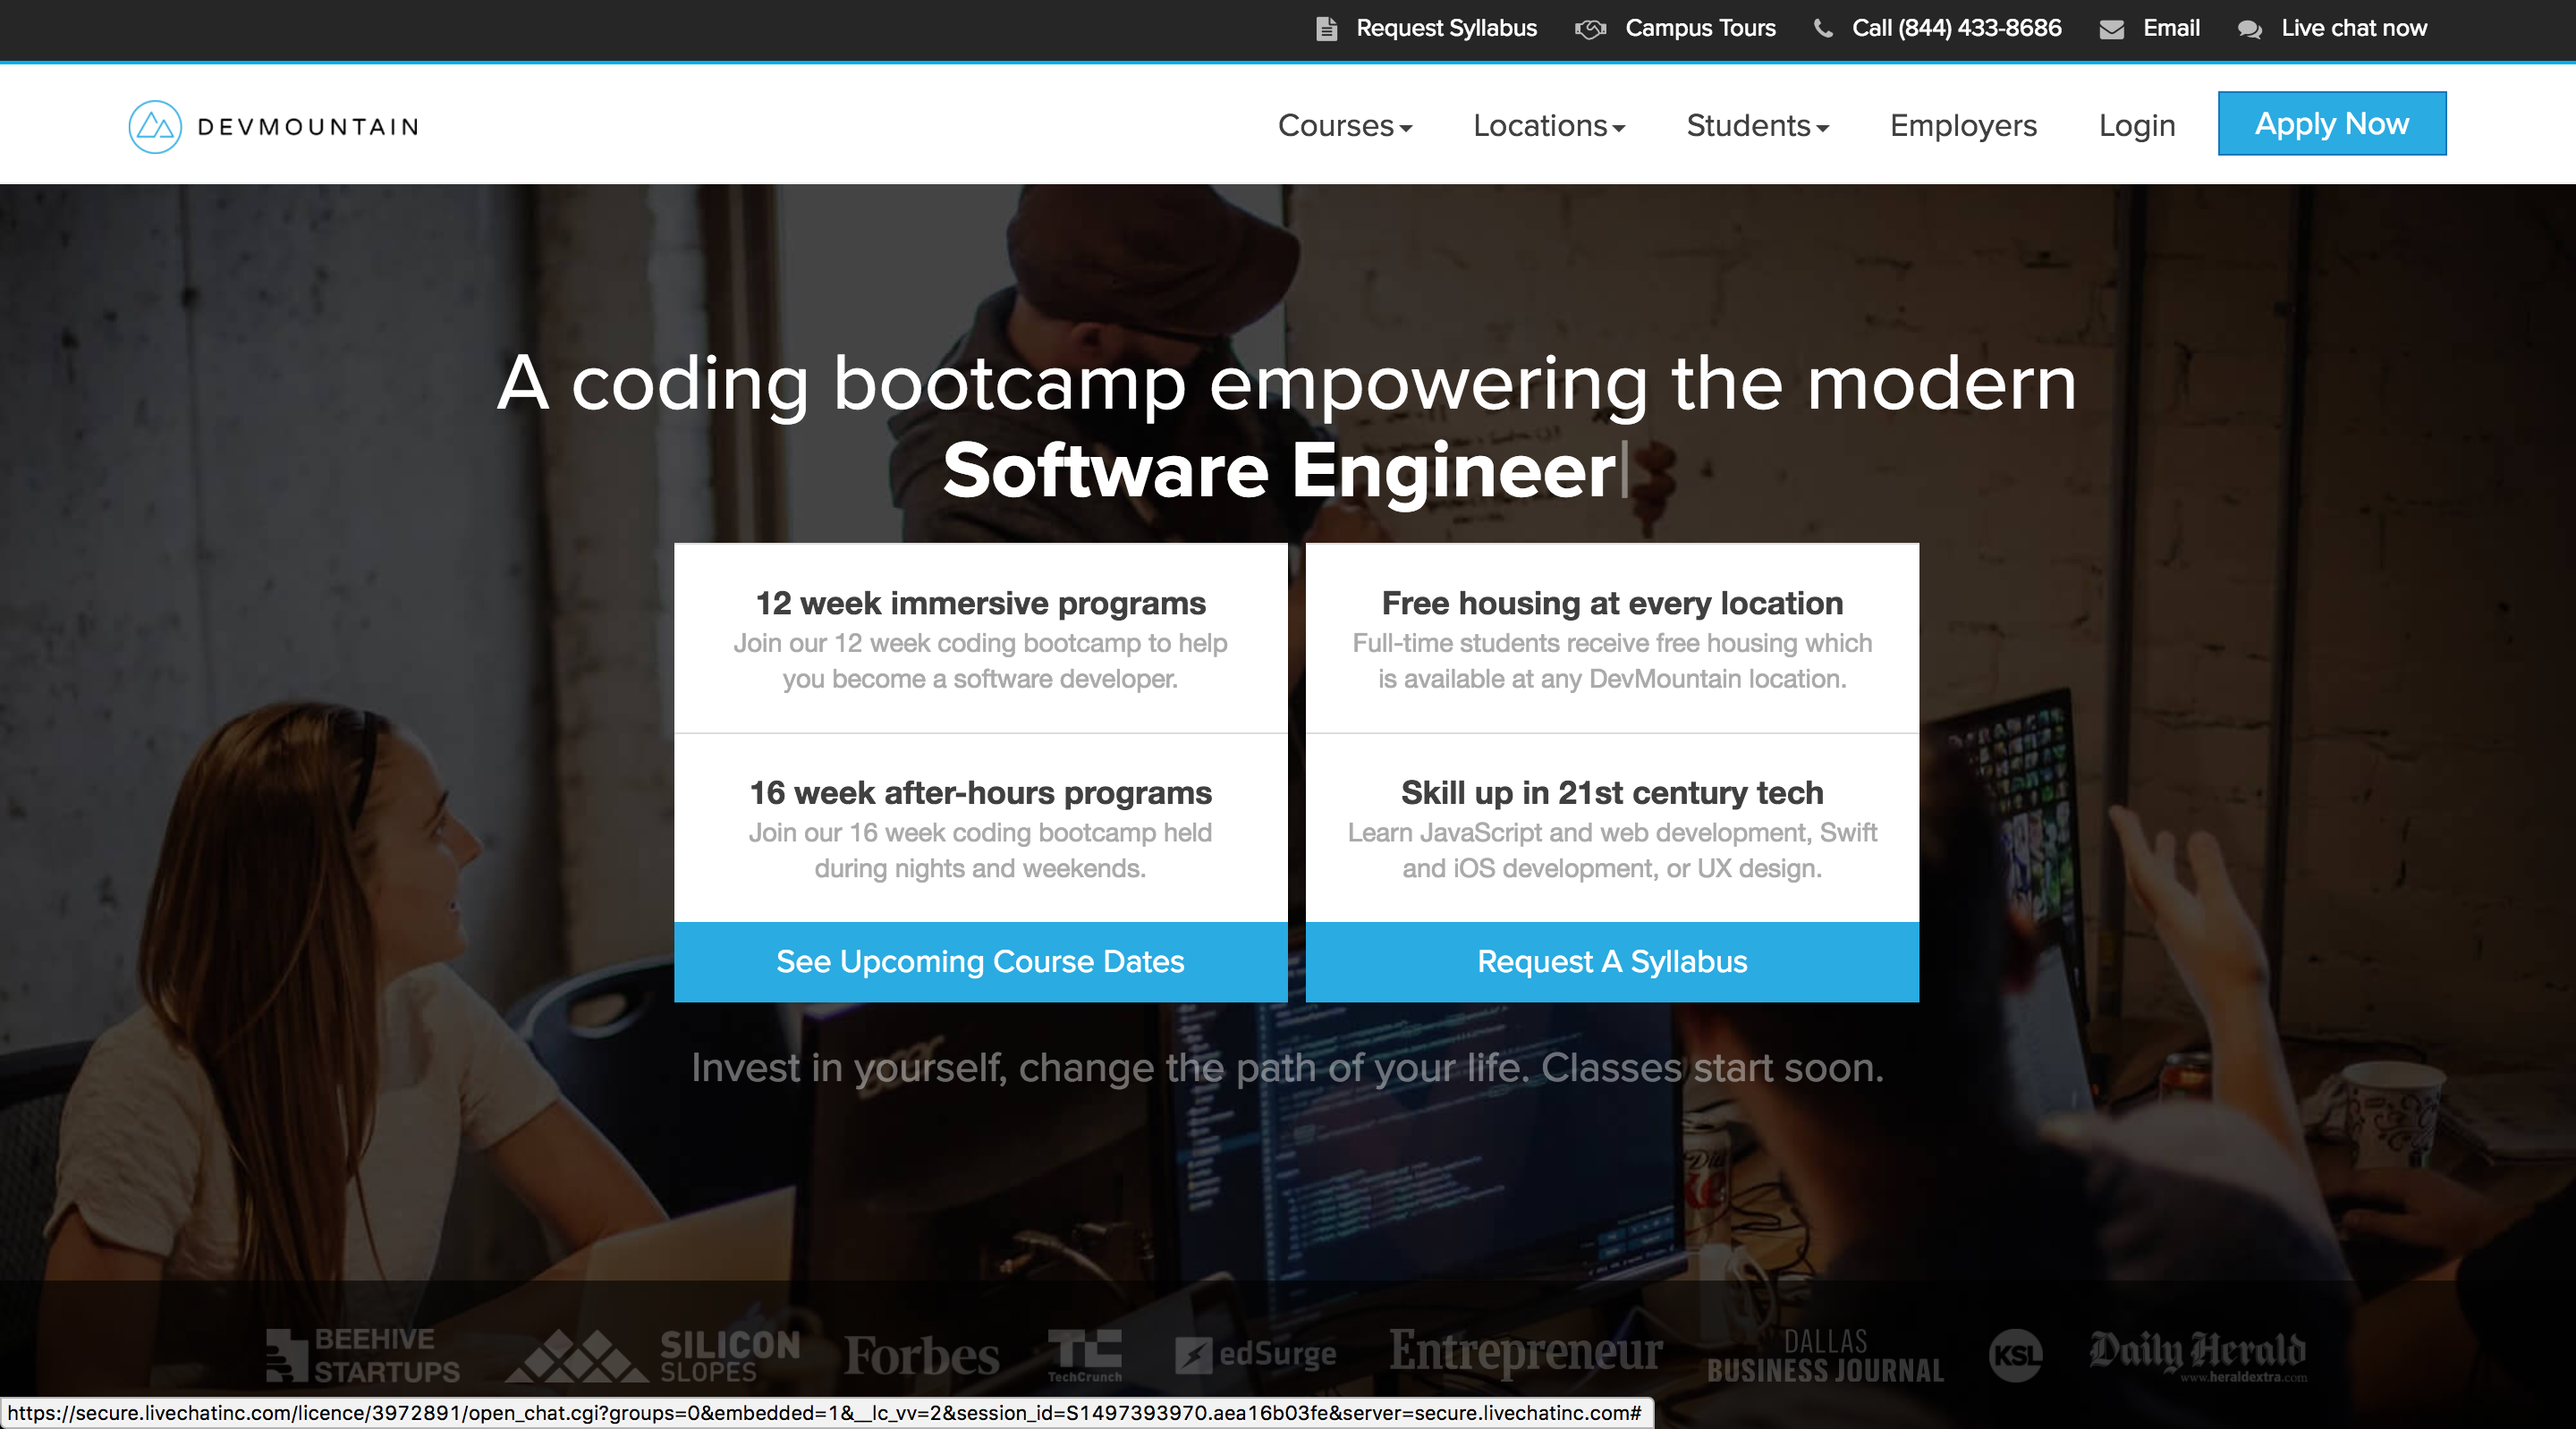 Request Syllabus Campus Tours Call (844) 433-8686 Email Live chat now
DEVMOUNTAIN Courses Locations Students Employers Login Apply Now
A coding bootcamp empowering the modern
Software Engineer
12 week immersive programs
Join our 12 week coding bootcamp to help
you become a software developer.
16 week after-hours programs
Join our 16 week coding bootcamp held
during nights and weekends.
See Upcoming Course Dates
Free housing at every location
Full-time students receive free housing which
is available at any DevMountain location.
Skill up in 21st century tech
Learn JavaScript and web development, Swift
and iOS development, or UX design.
Request A Syllabus
Invest in yourself, change the path of your life. Classes start soon.
BEEHIVE
STARTUPS
SILICON
SLOPES
Forbes
TC
TechCrunch
edSurge
Entrepreneur
DALLAS
BUSINESS JOURNAL
KSL
Daily Herald
www.heraldextra.com
https://secure.livechatinc.com/licence/3972891/open_chat.cgi?groups=0&embedded=1&__lc_vv=2&session_id=S1497393970.aea16b03fe&server=secure.livechatinc.com#